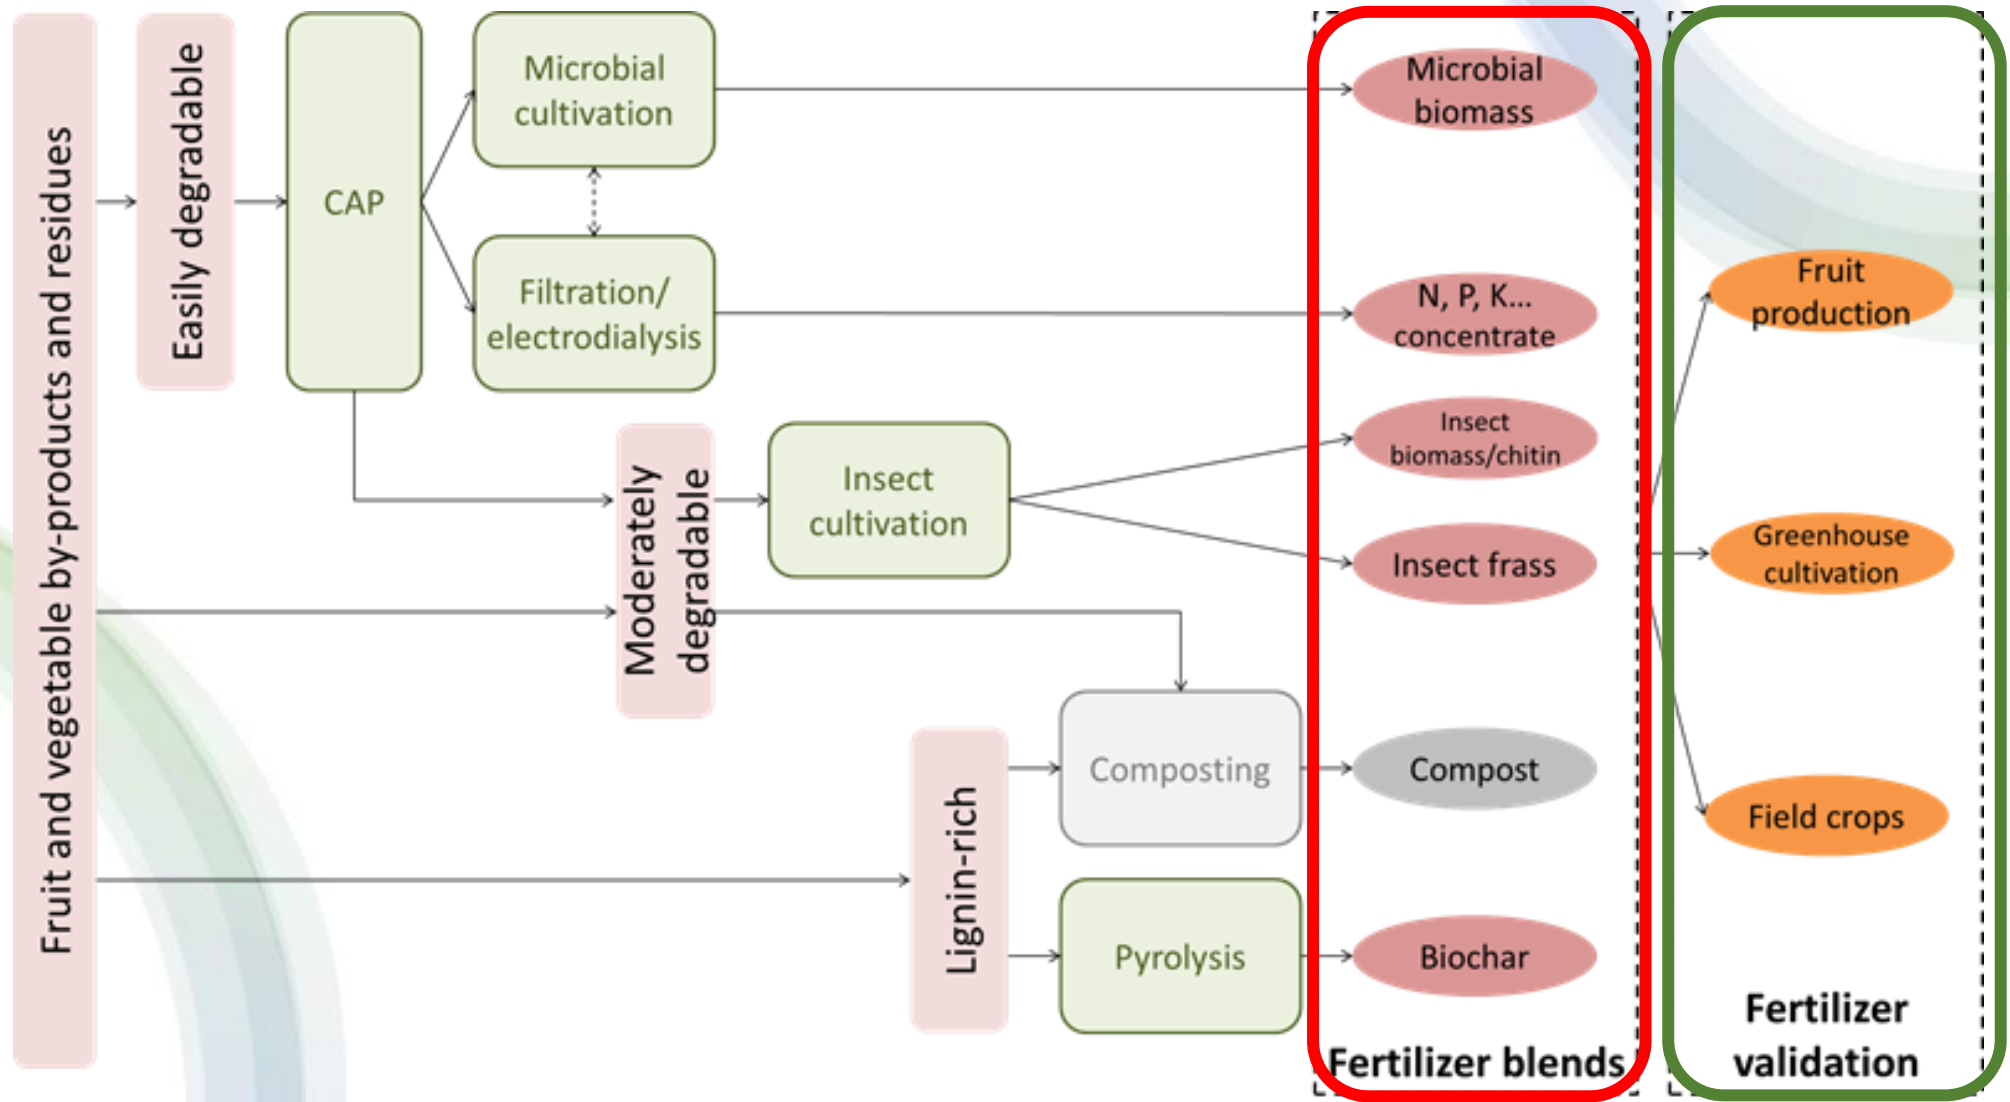 Fruit and vegetable by-products and residues
Easily degradable
CAP
Microbial
cultivation
Filtration/
electrodialysis
Moderately
degradable
Insect
cultivation
Lignin-rich
Composting
Pyrolysis
Microbial
biomass
N, P, K...
concentrate
Insect
biomass/chitin
Insect frass
Compost
Biochar
Fertilizer blends
Fruit
production
Greenhouse
cultivation
Field crops
Fertilizer
validation